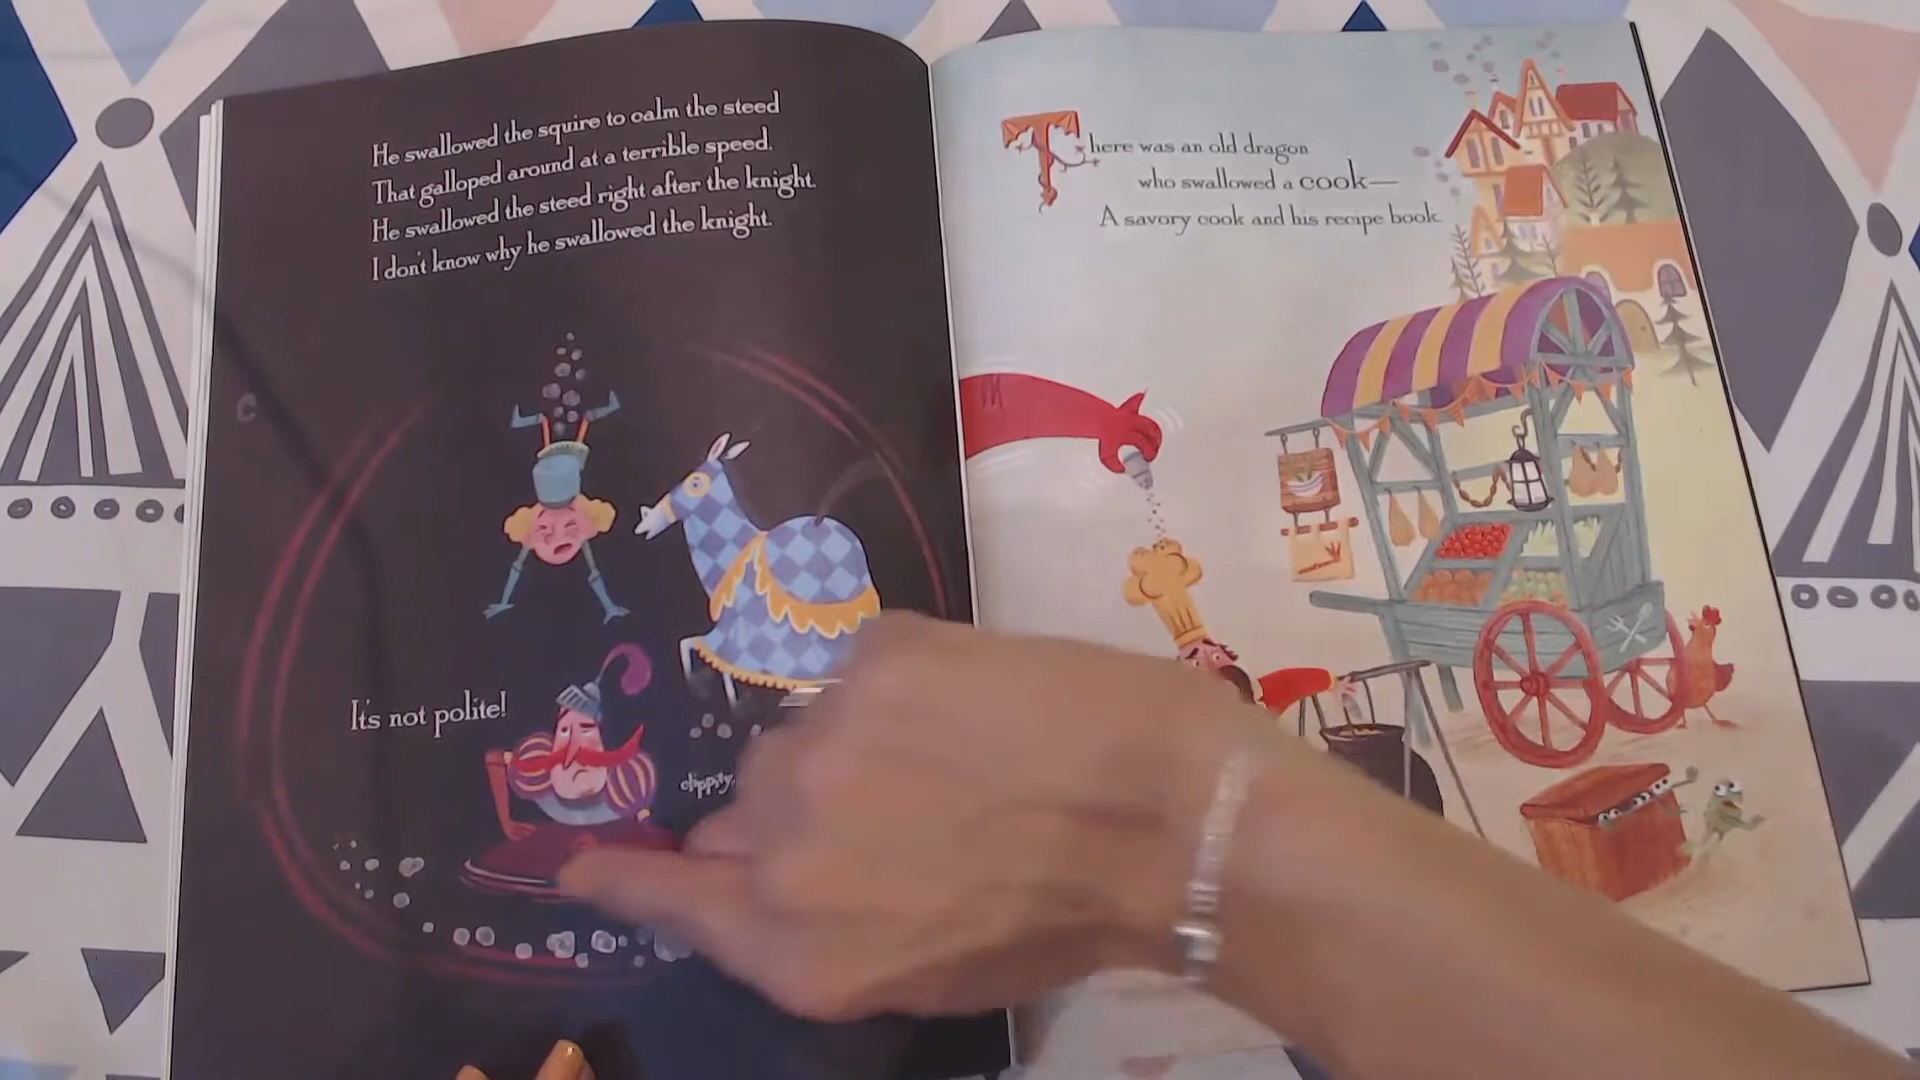 He swallowed the squire to calm the steed
That galloped around at a terrible speed.
He swallowed the steed right after the knight.
I don't know why he swallowed the knight.
It's not polite!
clippity,
There was an old dragon
who swallowed a cook—
A savory cook and his recipe book.